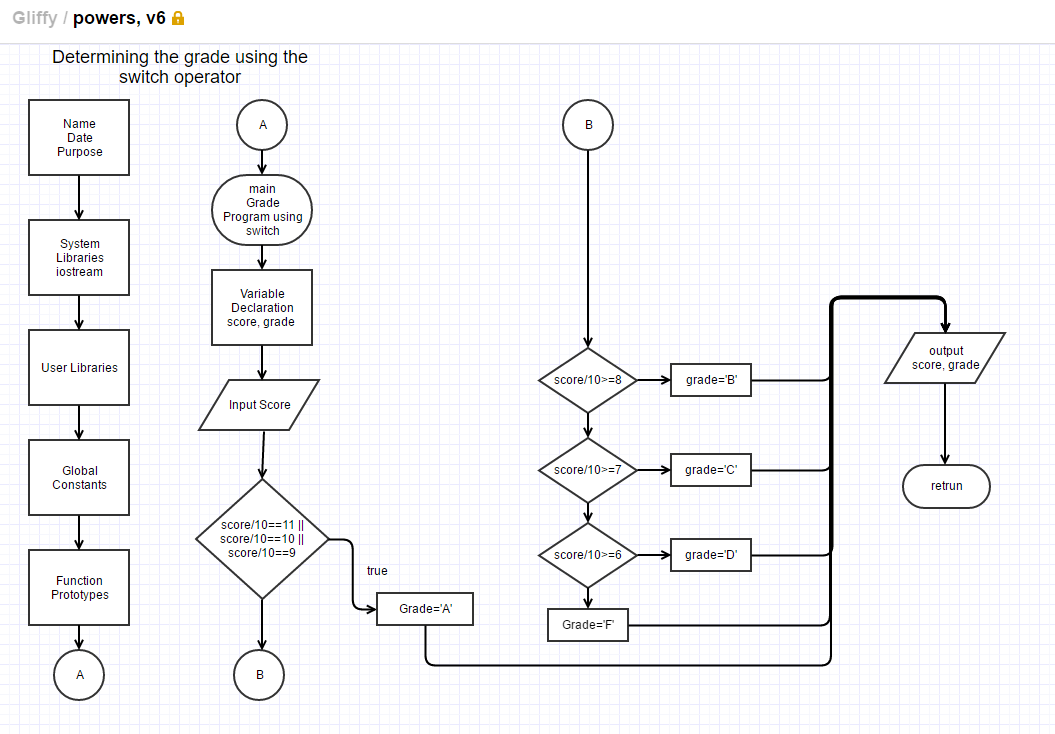 Gliffy / powers, v6
Determining the grade using the
switch operator
Name
Date
Purpose
System
Libraries
iostream
User Libraries
Global
Constants
Function
Prototypes
A
A
main
Grade
Program using
switch
Variable
Declaration
score, grade
Input Score
score/10==11 ||
score/10==10 ||
score/10==9
true
Grade='A'
B
B
score/10>=8
grade='B'
score/10>=7
grade='C'
score/10>=6
grade='D'
Grade='F'
output
score, grade
retrun